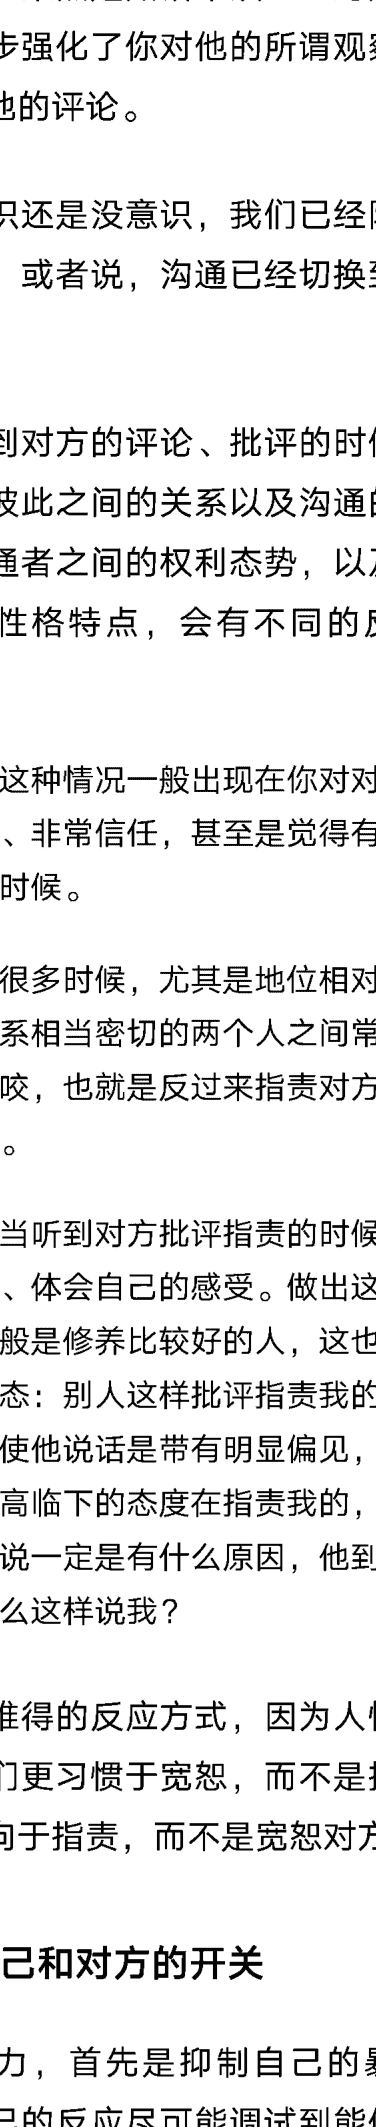 步强化了你对他的所谓观察
他的评论。
识还是没意识，我们已经
，或者说，沟通已经切换到
到对方的评论、批评的时候
彼此之间的关系以及沟通的
通者之间的权利态势，以及
性格特点，会有不同的反
这种情况一般出现在你对对
、非常信任，甚至是觉得有
时候。
很多时候，尤其是地位相对
系相当密切的两个人之间常
咬，也就是反过来指责对方
。
当听到对方批评指责的时候
、体会自己的感受。做出这
般是修养比较好的人，这也
态：别人这样批评指责我的
使他说话是带有明显偏见，
高临下的态度在指责我的，
说一定是有什么原因，他到
么这样说我？
难得的反应方式，因为人
们更习惯于宽恕，而不是
向于指责，而不是宽恕对方
己和对方的开关
力，首先是抑制自己的暴
己的反应尽可能调试到能